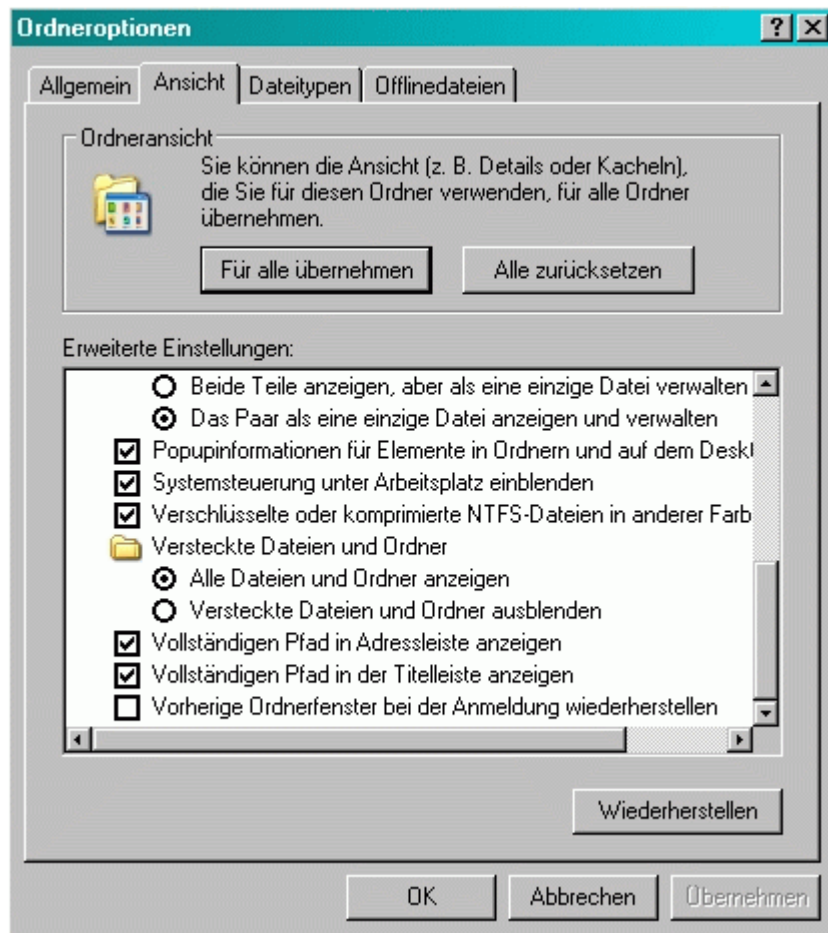 Ordneroptionen
Allgemein Ansicht Dateitypen Offlinedateien
Ordneransicht
Sie können die Ansicht (z. B. Details oder Kacheln),
die Sie für diesen Ordner verwenden, für alle Ordner
übernehmen.
Für alle übernehmen Alle zurücksetzen
Erweiterte Einstellungen:
Beide Teile anzeigen, aber als eine einzige Datei verwalten
Das Paar als eine einzige Datei anzeigen und verwalten
Popupinformationen für Elemente in Ordnern und auf dem Deskt
Systemsteuerung unter Arbeitsplatz einblenden
Verschlüsselte oder komprimierte NTFS-Dateien in anderer Farb
Versteckte Dateien und Ordner
Alle Dateien und Ordner anzeigen
Versteckte Dateien und Ordner ausblenden
Vollständigen Pfad in Adressleiste anzeigen
Vollständigen Pfad in der Titelleiste anzeigen
Vorherige Ordnerfenster bei der Anmeldung wiederherstellen
Wiederherstellen
OK Abbrechen Übernehmen